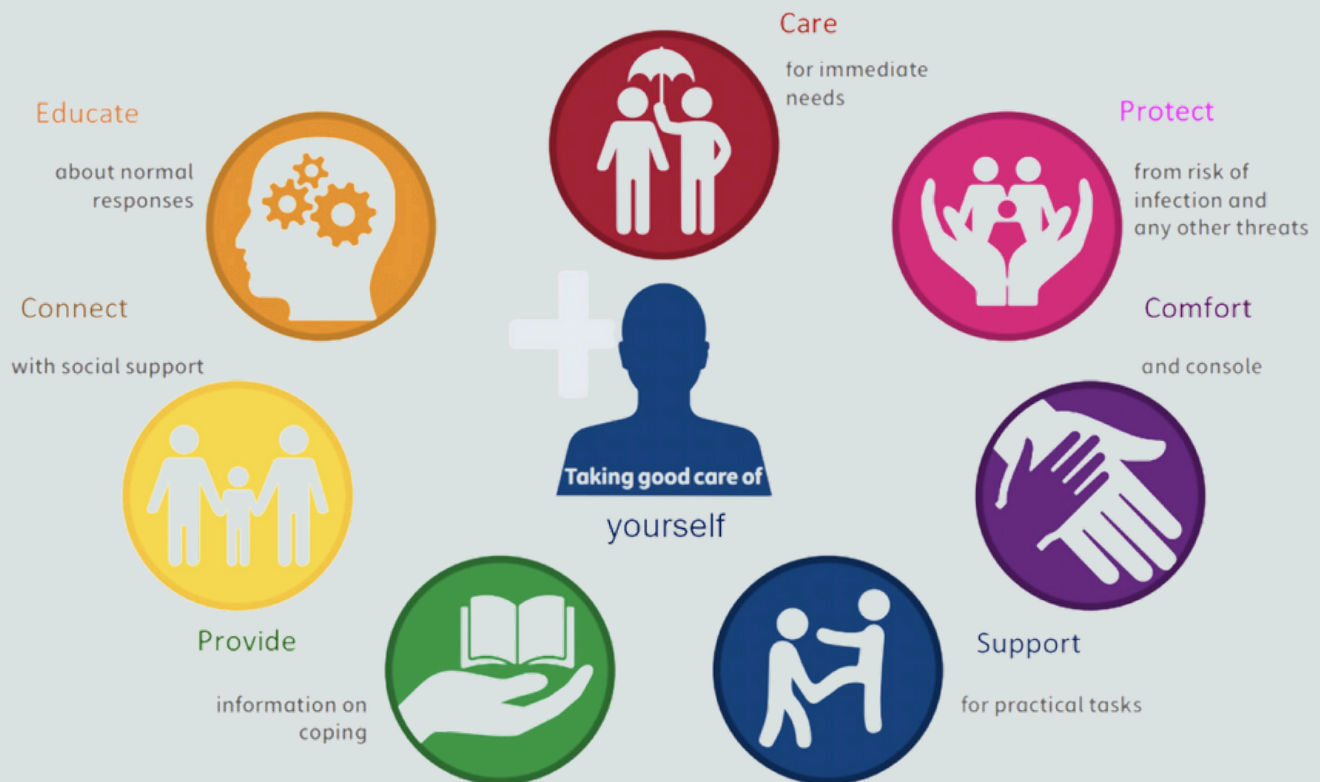 Care
for immediate
needs
Protect
from risk of
infection and
any other threats
Comfort
and console
Support
for practical tasks
Provide
information on
coping
Connect
with social support
Educate
about normal
responses
Taking good care of
yourself